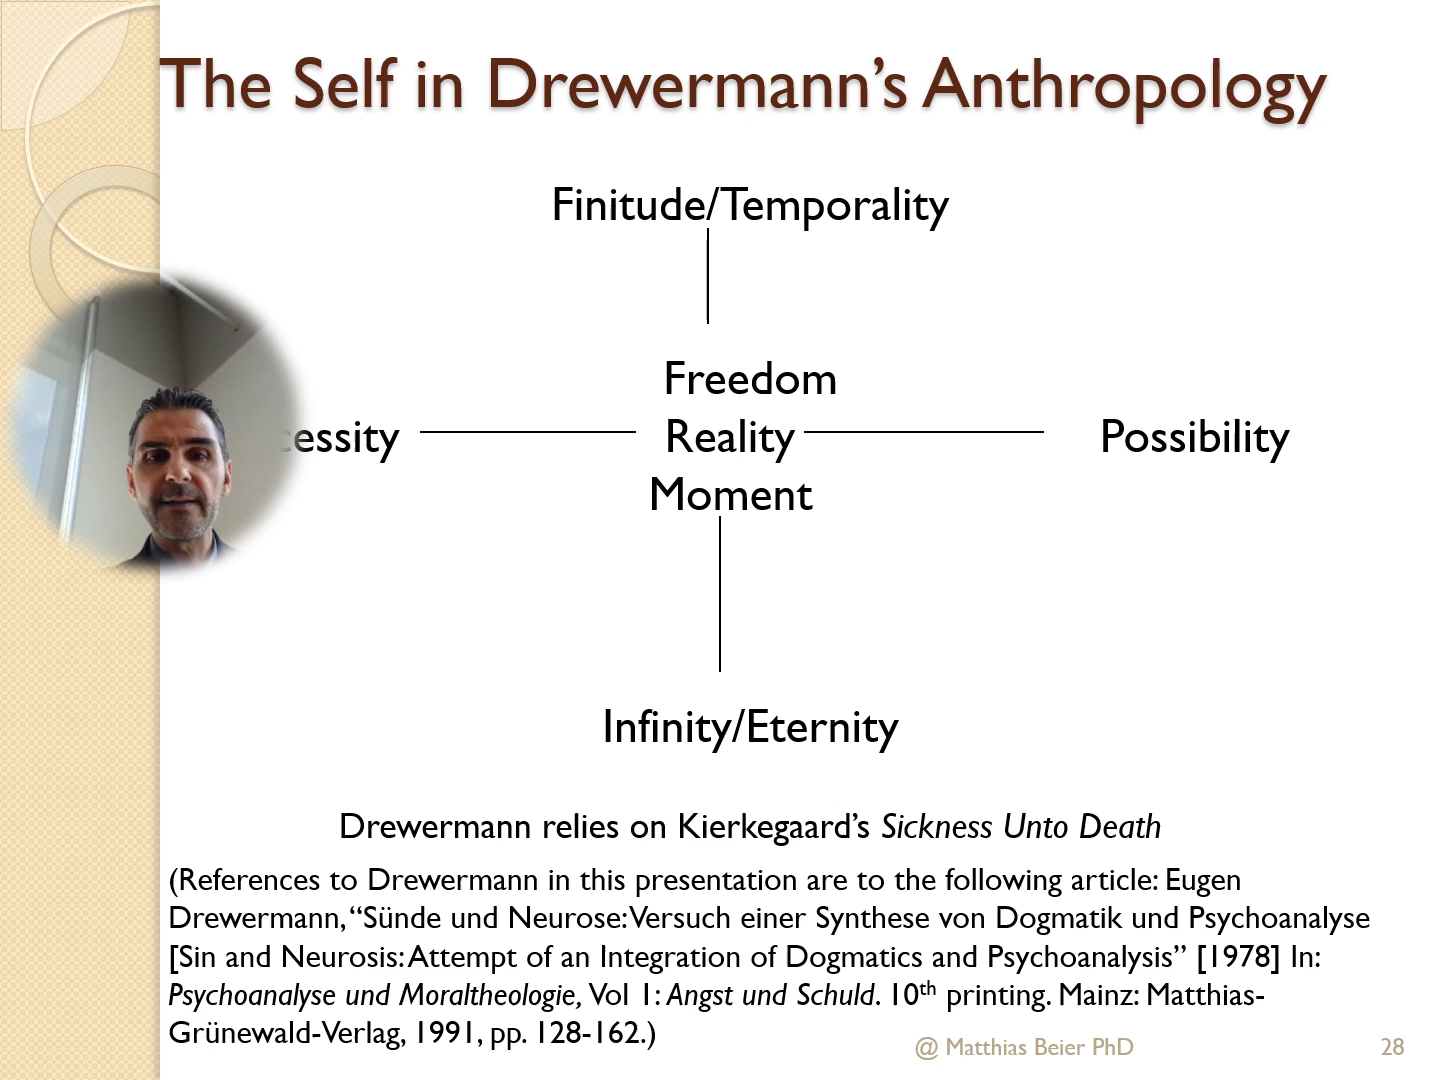 The Self in Drewermann’s Anthropology
Finitude/Temporality
Freedom
cessity Reality Possibility
Moment
Infinity/Eternity
Drewermann relies on Kierkegaard’s Sickness Unto Death
(References to Drewermann in this presentation are to the following article: Eugen
Drewermann, “Sünde und Neurose: Versuch einer Synthese von Dogmatik und Psychoanalyse
[Sin and Neurosis: Attempt of an Integration of Dogmatics and Psychoanalysis” [1978] In:
Psychoanalyse und Moraltheologie, Vol 1: Angst und Schuld. 10th printing. Mainz: Matthias-
Grünewald-Verlag, 1991, pp. 128-162.)
@ Matthias Beier PhD 28